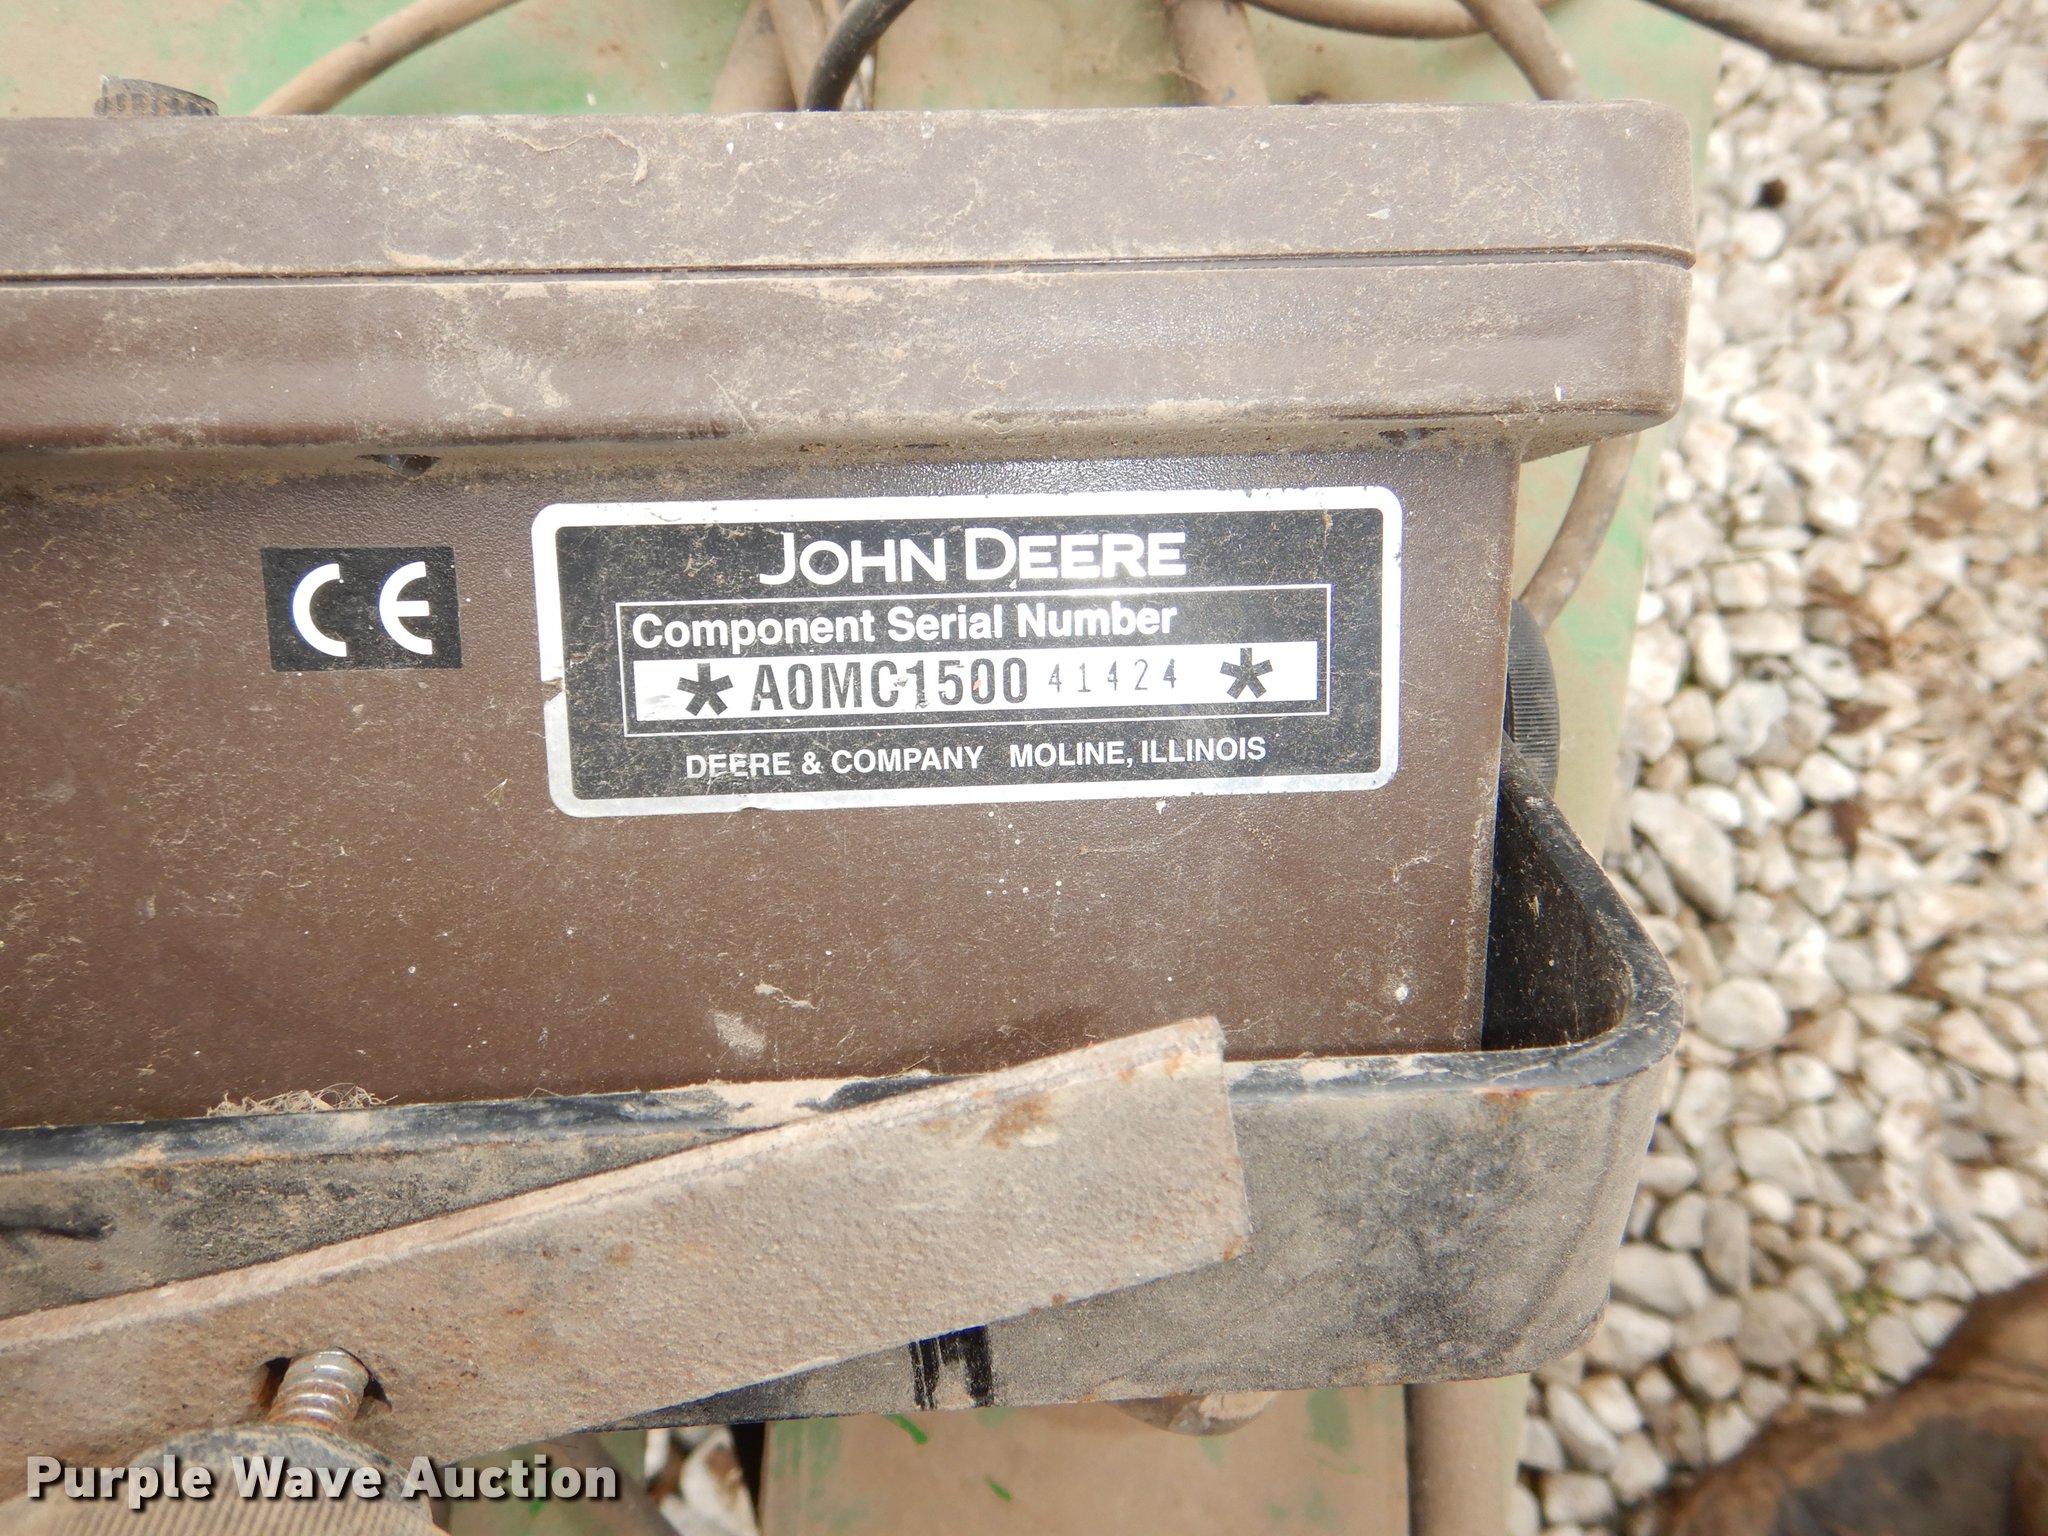 JOHN DEERE
CE
Component Serial Number
* A0MC1500 41424 *
DEERE & COMPANY MOLINE, ILLINOIS
Purple Wave Auction